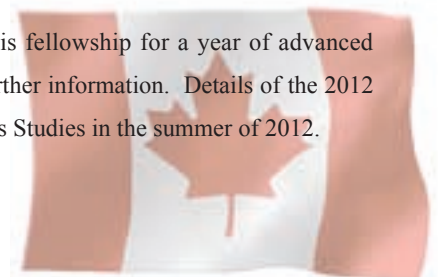 is fellowship for a year of advanced
rther information. Details of the 2012
s Studies in the summer of 2012.